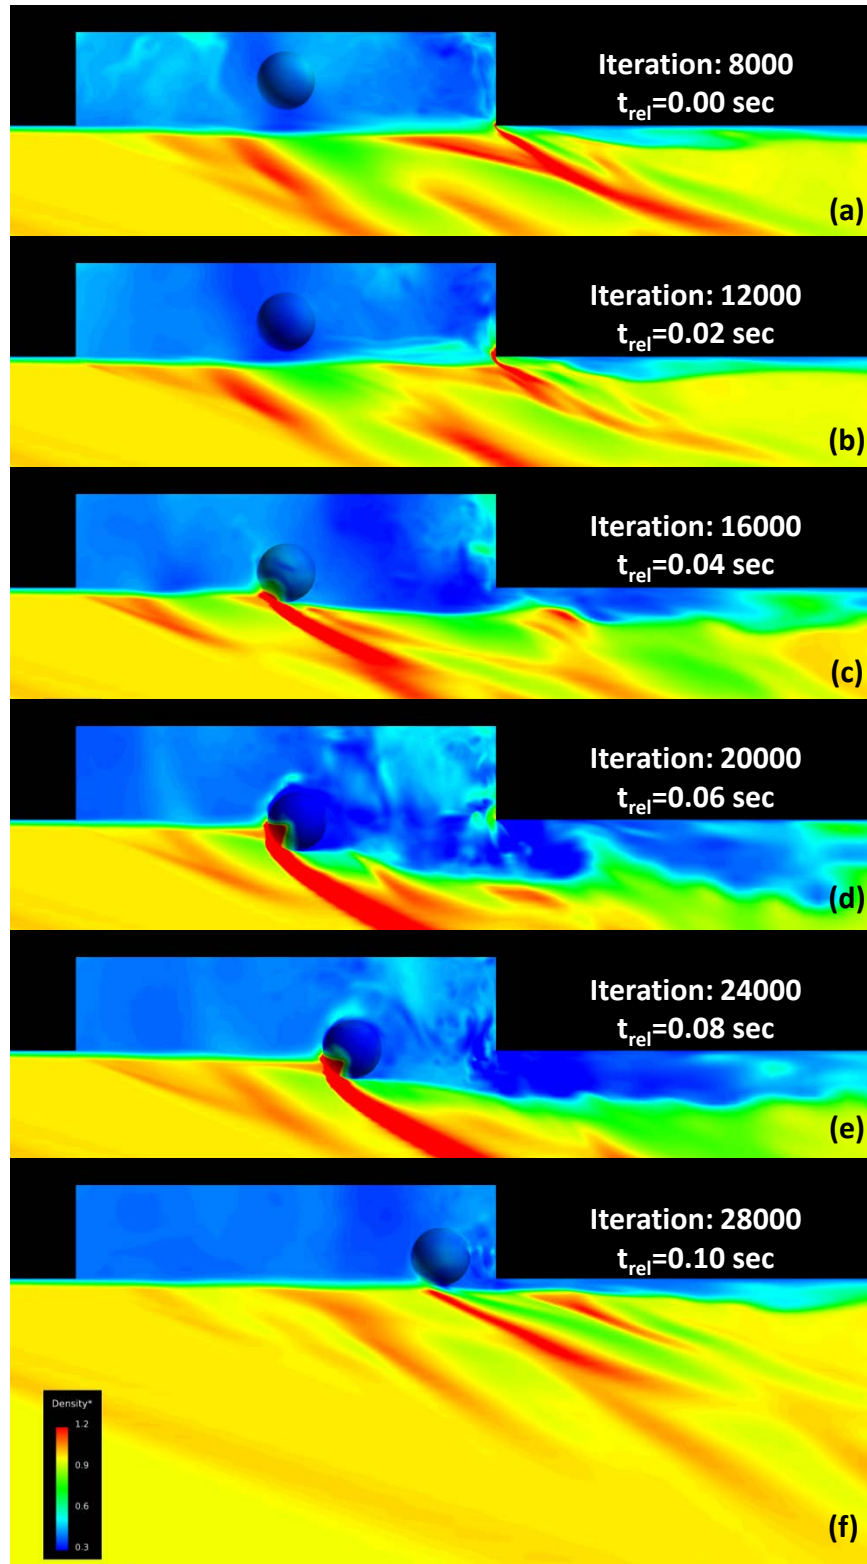 Iteration: 8000
t_rel=0.00 sec
(a)
Iteration: 12000
t_rel=0.02 sec
(b)
Iteration: 16000
t_rel=0.04 sec
(c)
Iteration: 20000
t_rel=0.06 sec
(d)
Iteration: 24000
t_rel=0.08 sec
(e)
Iteration: 28000
t_rel=0.10 sec
Density*
1.2
0.9
0.6
0.3
(f)